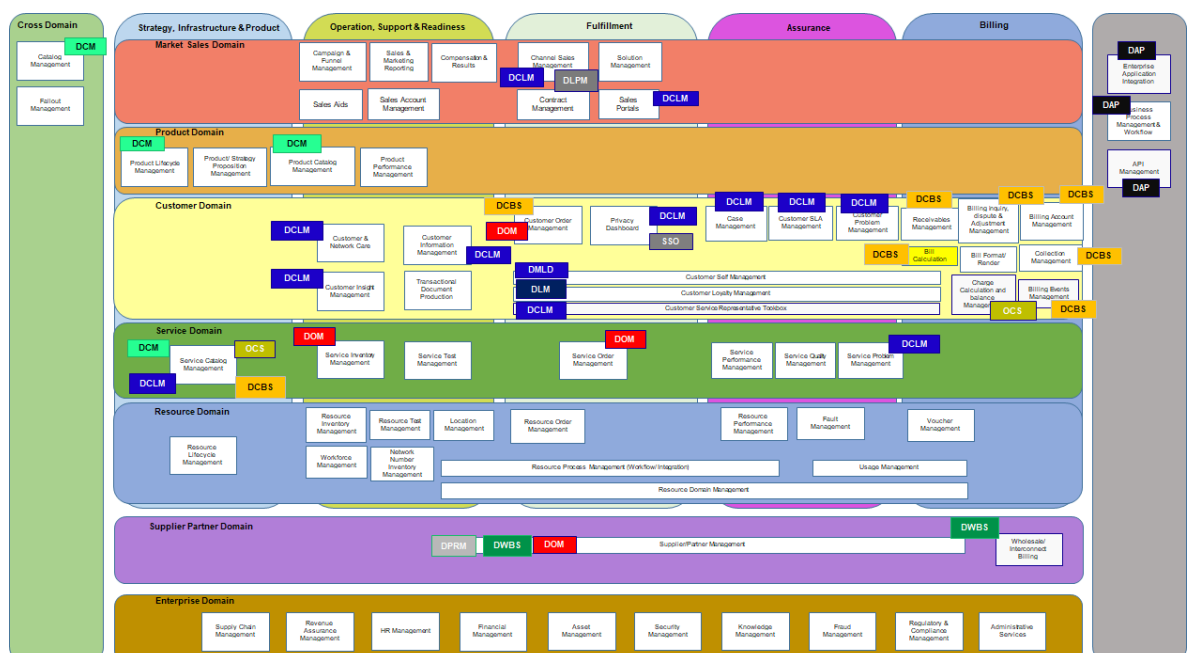 Cross Domain
Catalog
Management
DCM
Fallout
Management
Strategy, Infrastructure & Product
Operation, Support & Readiness
Fulfillment
Assurance
Billing
Market Sales Domain
Campaign &
Funnel
Management
Sales &
Marketing
Reporting
Compensation &
Results
Channel Sales
Management
Solution
Management
DCLM
DLPM
DCLM
Sales Aids
Sales Account
Management
Contract
Management
Sales
Portals
Product Domain
DCM
DCM
Product Lifecycle
Management
Product/ Strategy
Proposition
Management
Product Catalog
Management
Product
Performance
Management
Customer Domain
DCBS
DOM
DCLM
DCLM
Customer &
Network Care
Customer
Information
Management
DCLM
Customer Order
Management
Privacy
Dashboard
DCLM
SSO
DCLM
DCLM
DCLM
Case
Management
Customer SLA
Management
Customer
Problem
Management
DCBS
DCBS
DCBS
Receivables
Management
Billing Inquiry,
dispute &
Adjustment
Management
Billing Account
Management
DCBS
Bill
Calculation
Bill Format/
Render
Collection
Management
DCBS
DCLM
Customer Insight
Management
Transactional
Document
Production
DMLD
Customer Self Management
DLM
Customer Loyalty Management
DCLM
Customer Service/Representative Toolbox
Charge
Calculation and
balance
Management
Billing Events
Management
OCS
DCBS
Service Domain
DCM
OCS
Service Catalog
Management
DCLM
DCBS
DOM
Service Inventory
Management
Service Test
Management
DOM
Service Order
Management
Service
Performance
Management
Service Quality
Management
Service Problem
Management
DCLM
Resource Domain
Resource
Lifecycle
Management
Resource
Inventory
Management
Resource Test
Management
Location
Management
Resource Order
Management
Resource
Performance
Management
Fault
Management
Voucher
Management
Workforce
Management
Network
Number
Inventory
Management
Resource Process Management (Workflow/Integration)
Usage Management
Resource Domain Management
Supplier Partner Domain
DPRM
DWBS
DOM
Supplier/Partner Management
DWBS
Wholesale/
Interconnect
Billing
Enterprise Domain
Supply Chain
Management
Revenue
Assurance
Management
HR Management
Financial
Management
Asset
Management
Security
Management
Knowledge
Management
Fraud
Management
Regulatory &
Compliance
Management
Administrative
Services
DAP
Enterprise
Application
Integration
DAP
Business
Process
Management &
Workflow
API
Management
DAP